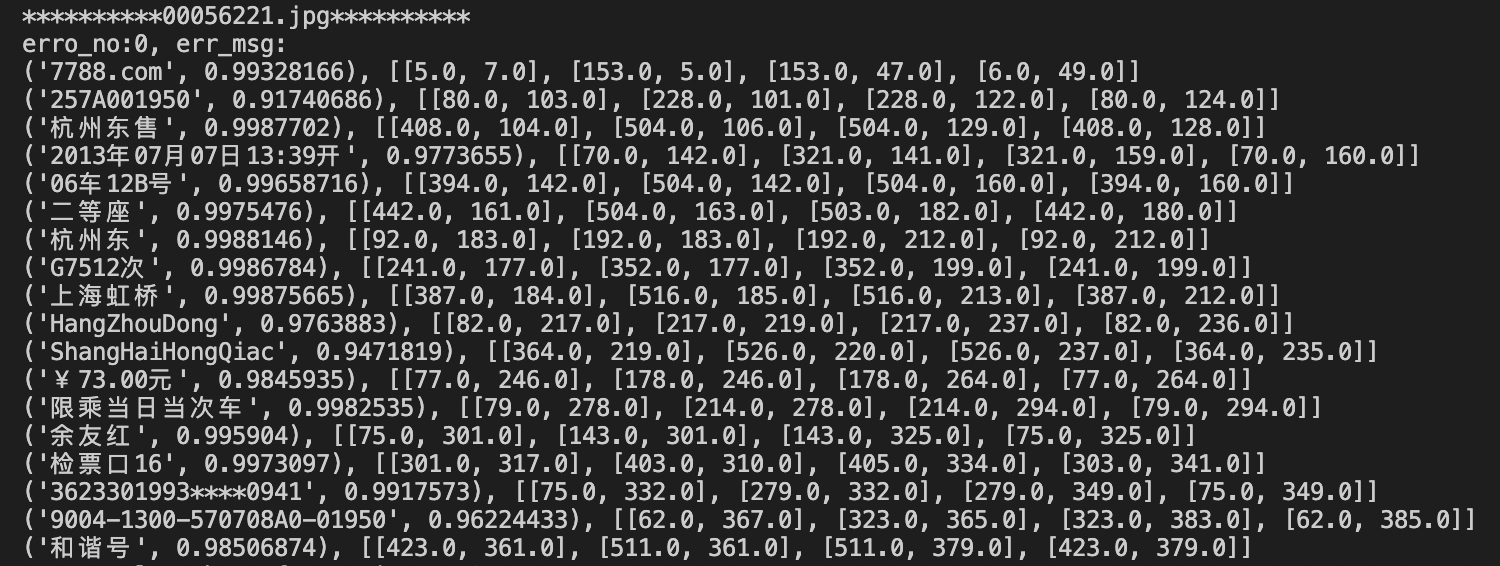 **********00056221.jpg**********
erro_no:0, err_msg:
('7788.com', 0.99328166), [[5.0, 7.0], [153.0, 5.0], [153.0, 47.0], [6.0, 49.0]]
('257A001950', 0.91740686), [[80.0, 103.0], [228.0, 101.0], [228.0, 122.0], [80.0, 124.0]]
('杭州东售', 0.9987702), [[408.0, 104.0], [504.0, 106.0], [504.0, 129.0], [408.0, 128.0]]
('2013年07月07日13:39开', 0.9773655), [[70.0, 142.0], [321.0, 141.0], [321.0, 159.0], [70.0, 160.0]]
('06车12B号', 0.99658716), [[394.0, 142.0], [504.0, 142.0], [504.0, 160.0], [394.0, 160.0]]
('二等座', 0.9975476), [[442.0, 161.0], [504.0, 163.0], [503.0, 182.0], [442.0, 180.0]]
('杭州东', 0.9988146), [[92.0, 183.0], [192.0, 183.0], [192.0, 212.0], [92.0, 212.0]]
('G7512次', 0.9986784), [[241.0, 177.0], [352.0, 177.0], [352.0, 199.0], [241.0, 199.0]]
('上海虹桥', 0.99875665), [[387.0, 184.0], [516.0, 185.0], [516.0, 213.0], [387.0, 212.0]]
('HangZhouDong', 0.9763883), [[82.0, 217.0], [217.0, 219.0], [217.0, 237.0], [82.0, 236.0]]
('ShangHaiHongQiac', 0.9471819), [[364.0, 219.0], [526.0, 220.0], [526.0, 237.0], [364.0, 235.0]]
('￥73.00元', 0.9845935), [[77.0, 246.0], [178.0, 246.0], [178.0, 264.0], [77.0, 264.0]]
('限乘当日当次车', 0.9982535), [[79.0, 278.0], [214.0, 278.0], [214.0, 294.0], [79.0, 294.0]]
('余友红', 0.995904), [[75.0, 301.0], [143.0, 301.0], [143.0, 325.0], [75.0, 325.0]]
('检票口16', 0.9973097), [[301.0, 317.0], [403.0, 310.0], [405.0, 334.0], [303.0, 341.0]]
('3623301993****0941', 0.9917573), [[75.0, 332.0], [279.0, 332.0], [279.0, 349.0], [75.0, 349.0]]
('9004-1300-570708A0-01950', 0.96224433), [[62.0, 367.0], [323.0, 365.0], [323.0, 383.0], [62.0, 385.0]]
('和谐号', 0.98506874), [[423.0, 361.0], [511.0, 361.0], [511.0, 379.0], [423.0, 379.0]]